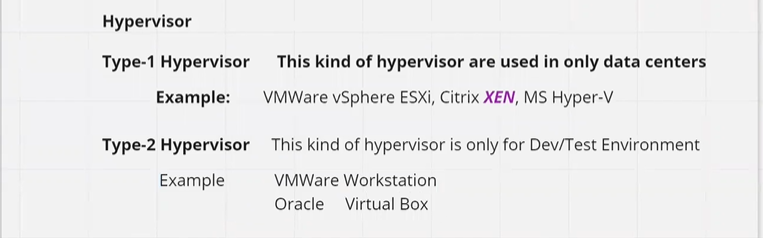 Hypervisor
Type-1 Hypervisor This kind of hypervisor are used in only data centers
Example: VMWare vSphere ESXi, Citrix XEN, MS Hyper-V
Type-2 Hypervisor This kind of hypervisor is only for Dev/Test Environment
Example VMWare Workstation
Oracle Virtual Box